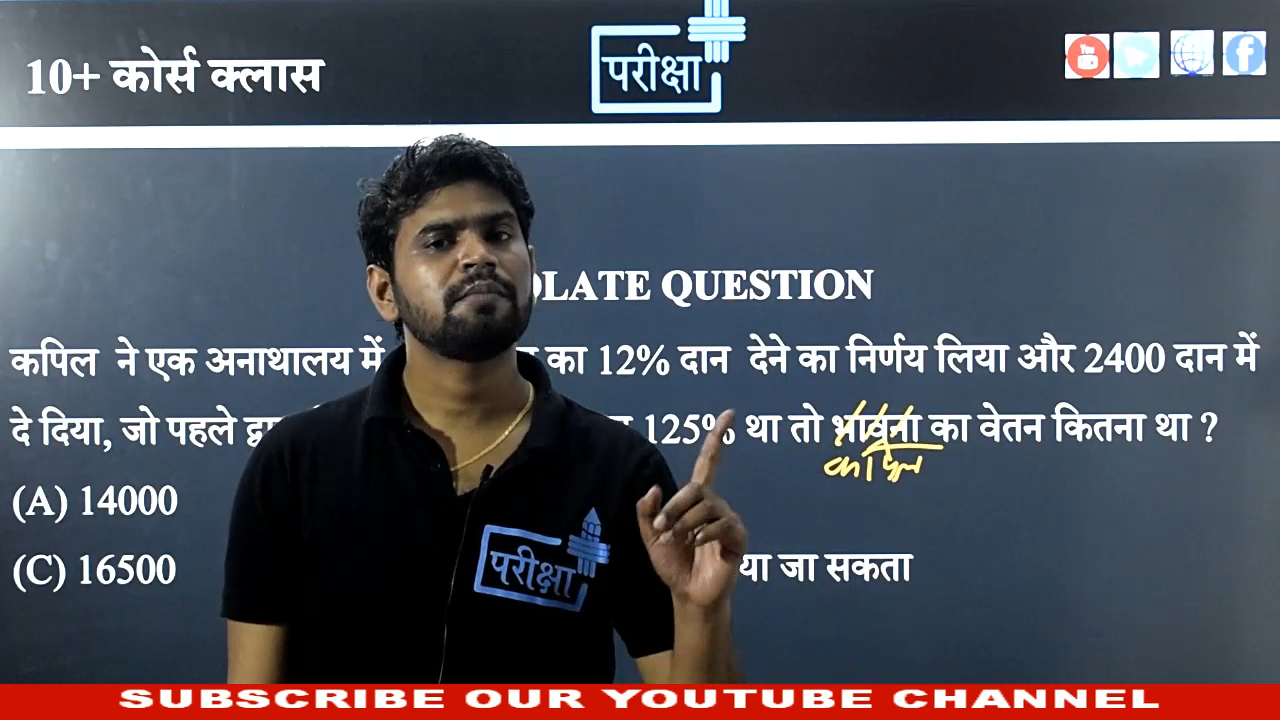 10+ कोर्स क्लास
परीक्षा
You
f
OLATE QUESTION
कपिल ने एक अनाथालय में का 12% दान देने का निर्णय लिया और 2400 दान में
दे दिया, जो पहले 125% था तो भावना का वेतन कितना था ?
कपिल
(A) 14000
(C) 16500 या जा सकता
परीक्षा
SUBSCRIBE OUR YOUTUBE CHANNEL